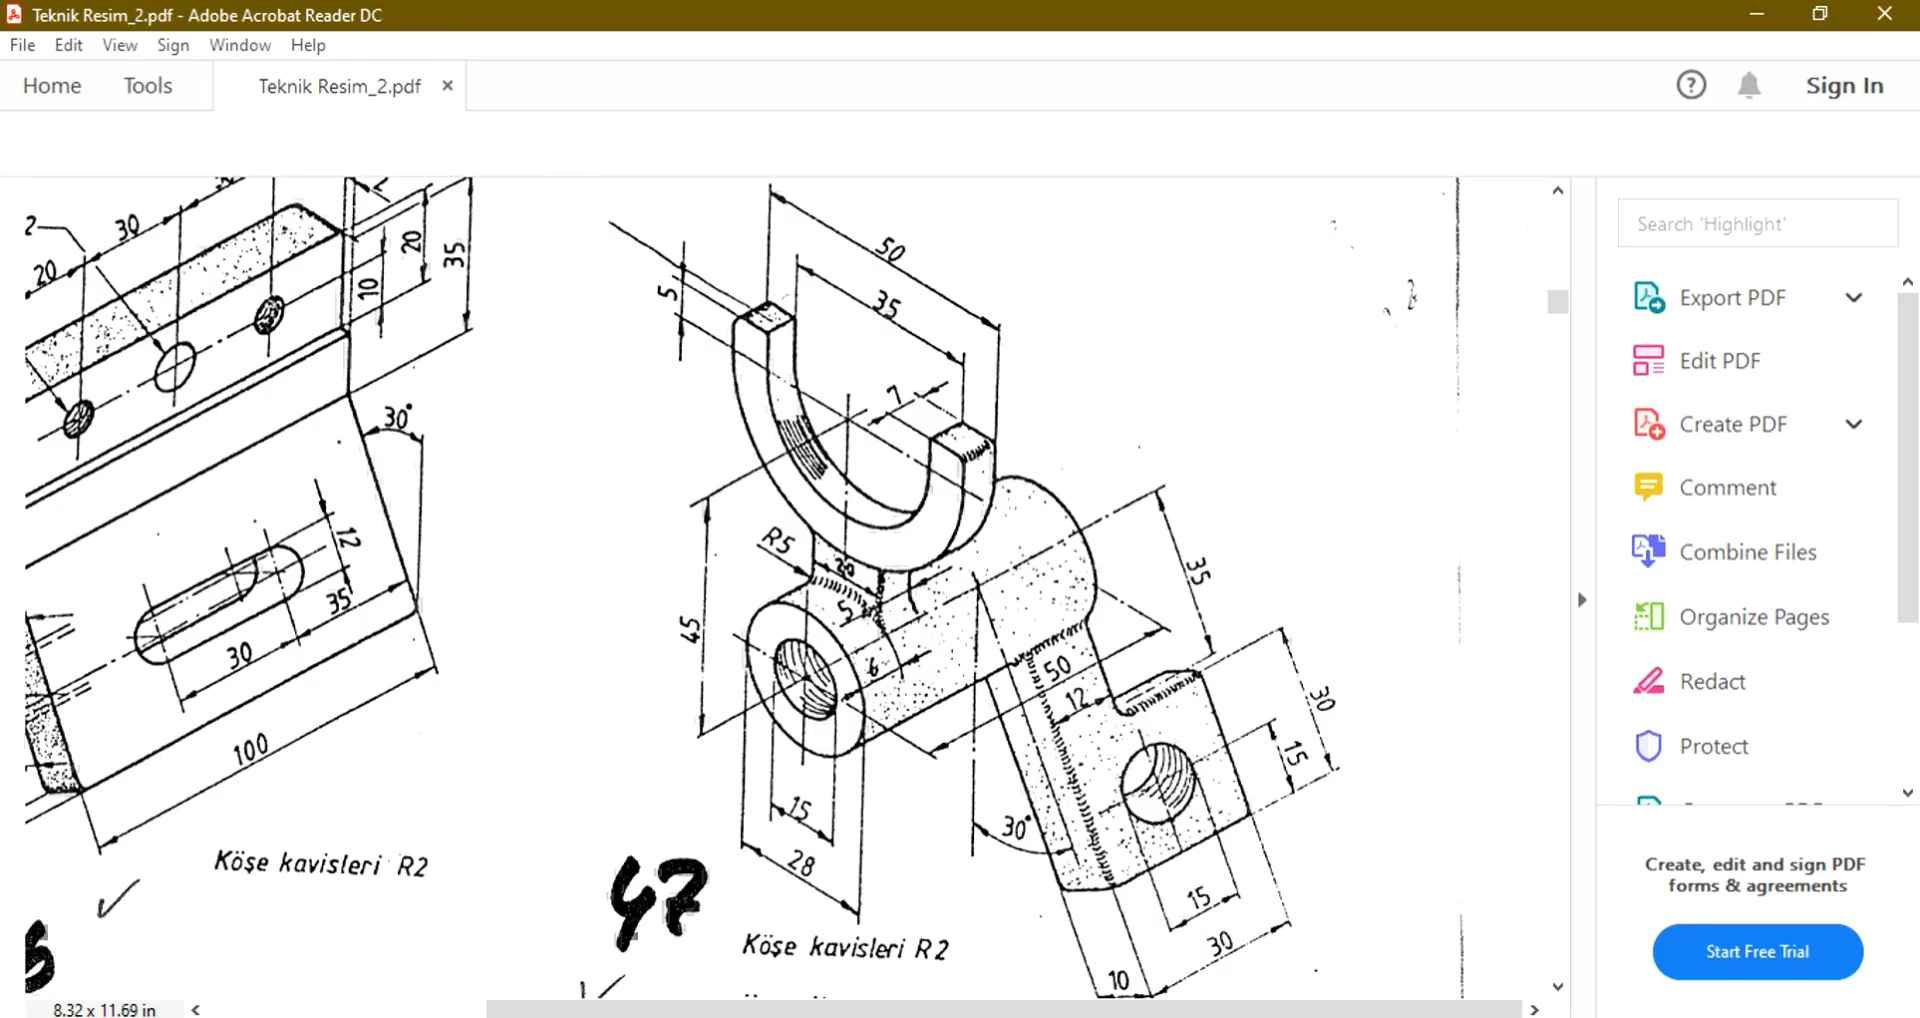 Teknik Resim_2.pdf - Adobe Acrobat Reader DC
File Edit View Sign Window Help
Home Tools Teknik Resim_2.pdf × ? Sign In
Search 'Highlight'
Export PDF
Edit PDF
Create PDF
Comment
Combine Files
Organize Pages
Redact
Protect
Create, edit and sign PDF
forms & agreements
Start Free Trial
2
30
20
20
35
10
30°
12
35
30
100
Köşe kavisleri R2
50
35
5
7
R5
20
5
45
6
35
50
12
30
15
15
28
30°
15
30
10
47
Köşe kavisleri R2
8.32 x 11.69 in